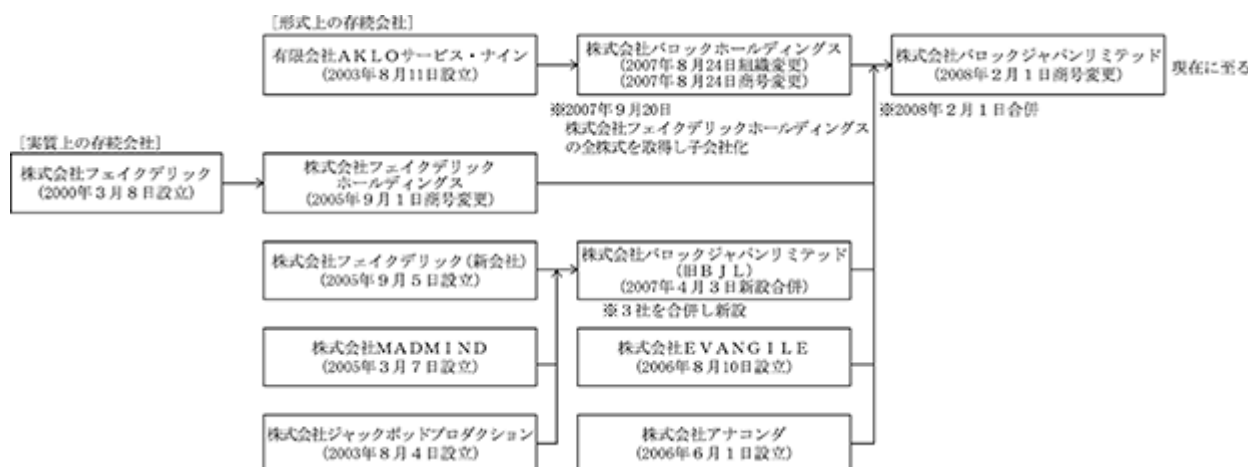 [形式上の存続会社]
有限会社AKLOサービス・ナイン
(2003年8月11日設立)
株式会社バロックホールディングス
(2007年8月24日組織変更)
(2007年8月24日商号変更)
株式会社バロックジャパンリミテッド
(2008年2月1日商号変更)
現在に至る
※2007年9月20日
株式会社フェイクデリックホールディングス
の全株式を取得し子会社化
※2008年2月1日合併
[実質上の存続会社]
株式会社フェイクデリック
(2000年3月8日設立)
株式会社フェイクデリック
ホールディングス
(2005年9月1日商号変更)
株式会社フェイクデリック(新会社)
(2005年9月5日設立)
株式会社バロックジャパンリミテッド
(旧BJL)
(2007年4月3日新設合併)
※3社を合併し新設
株式会社MADMIND
(2005年3月7日設立)
株式会社EVANGILE
(2006年8月10日設立)
株式会社ジャックポッドプロダクション
(2003年8月4日設立)
株式会社アナコンダ
(2006年6月1日設立)